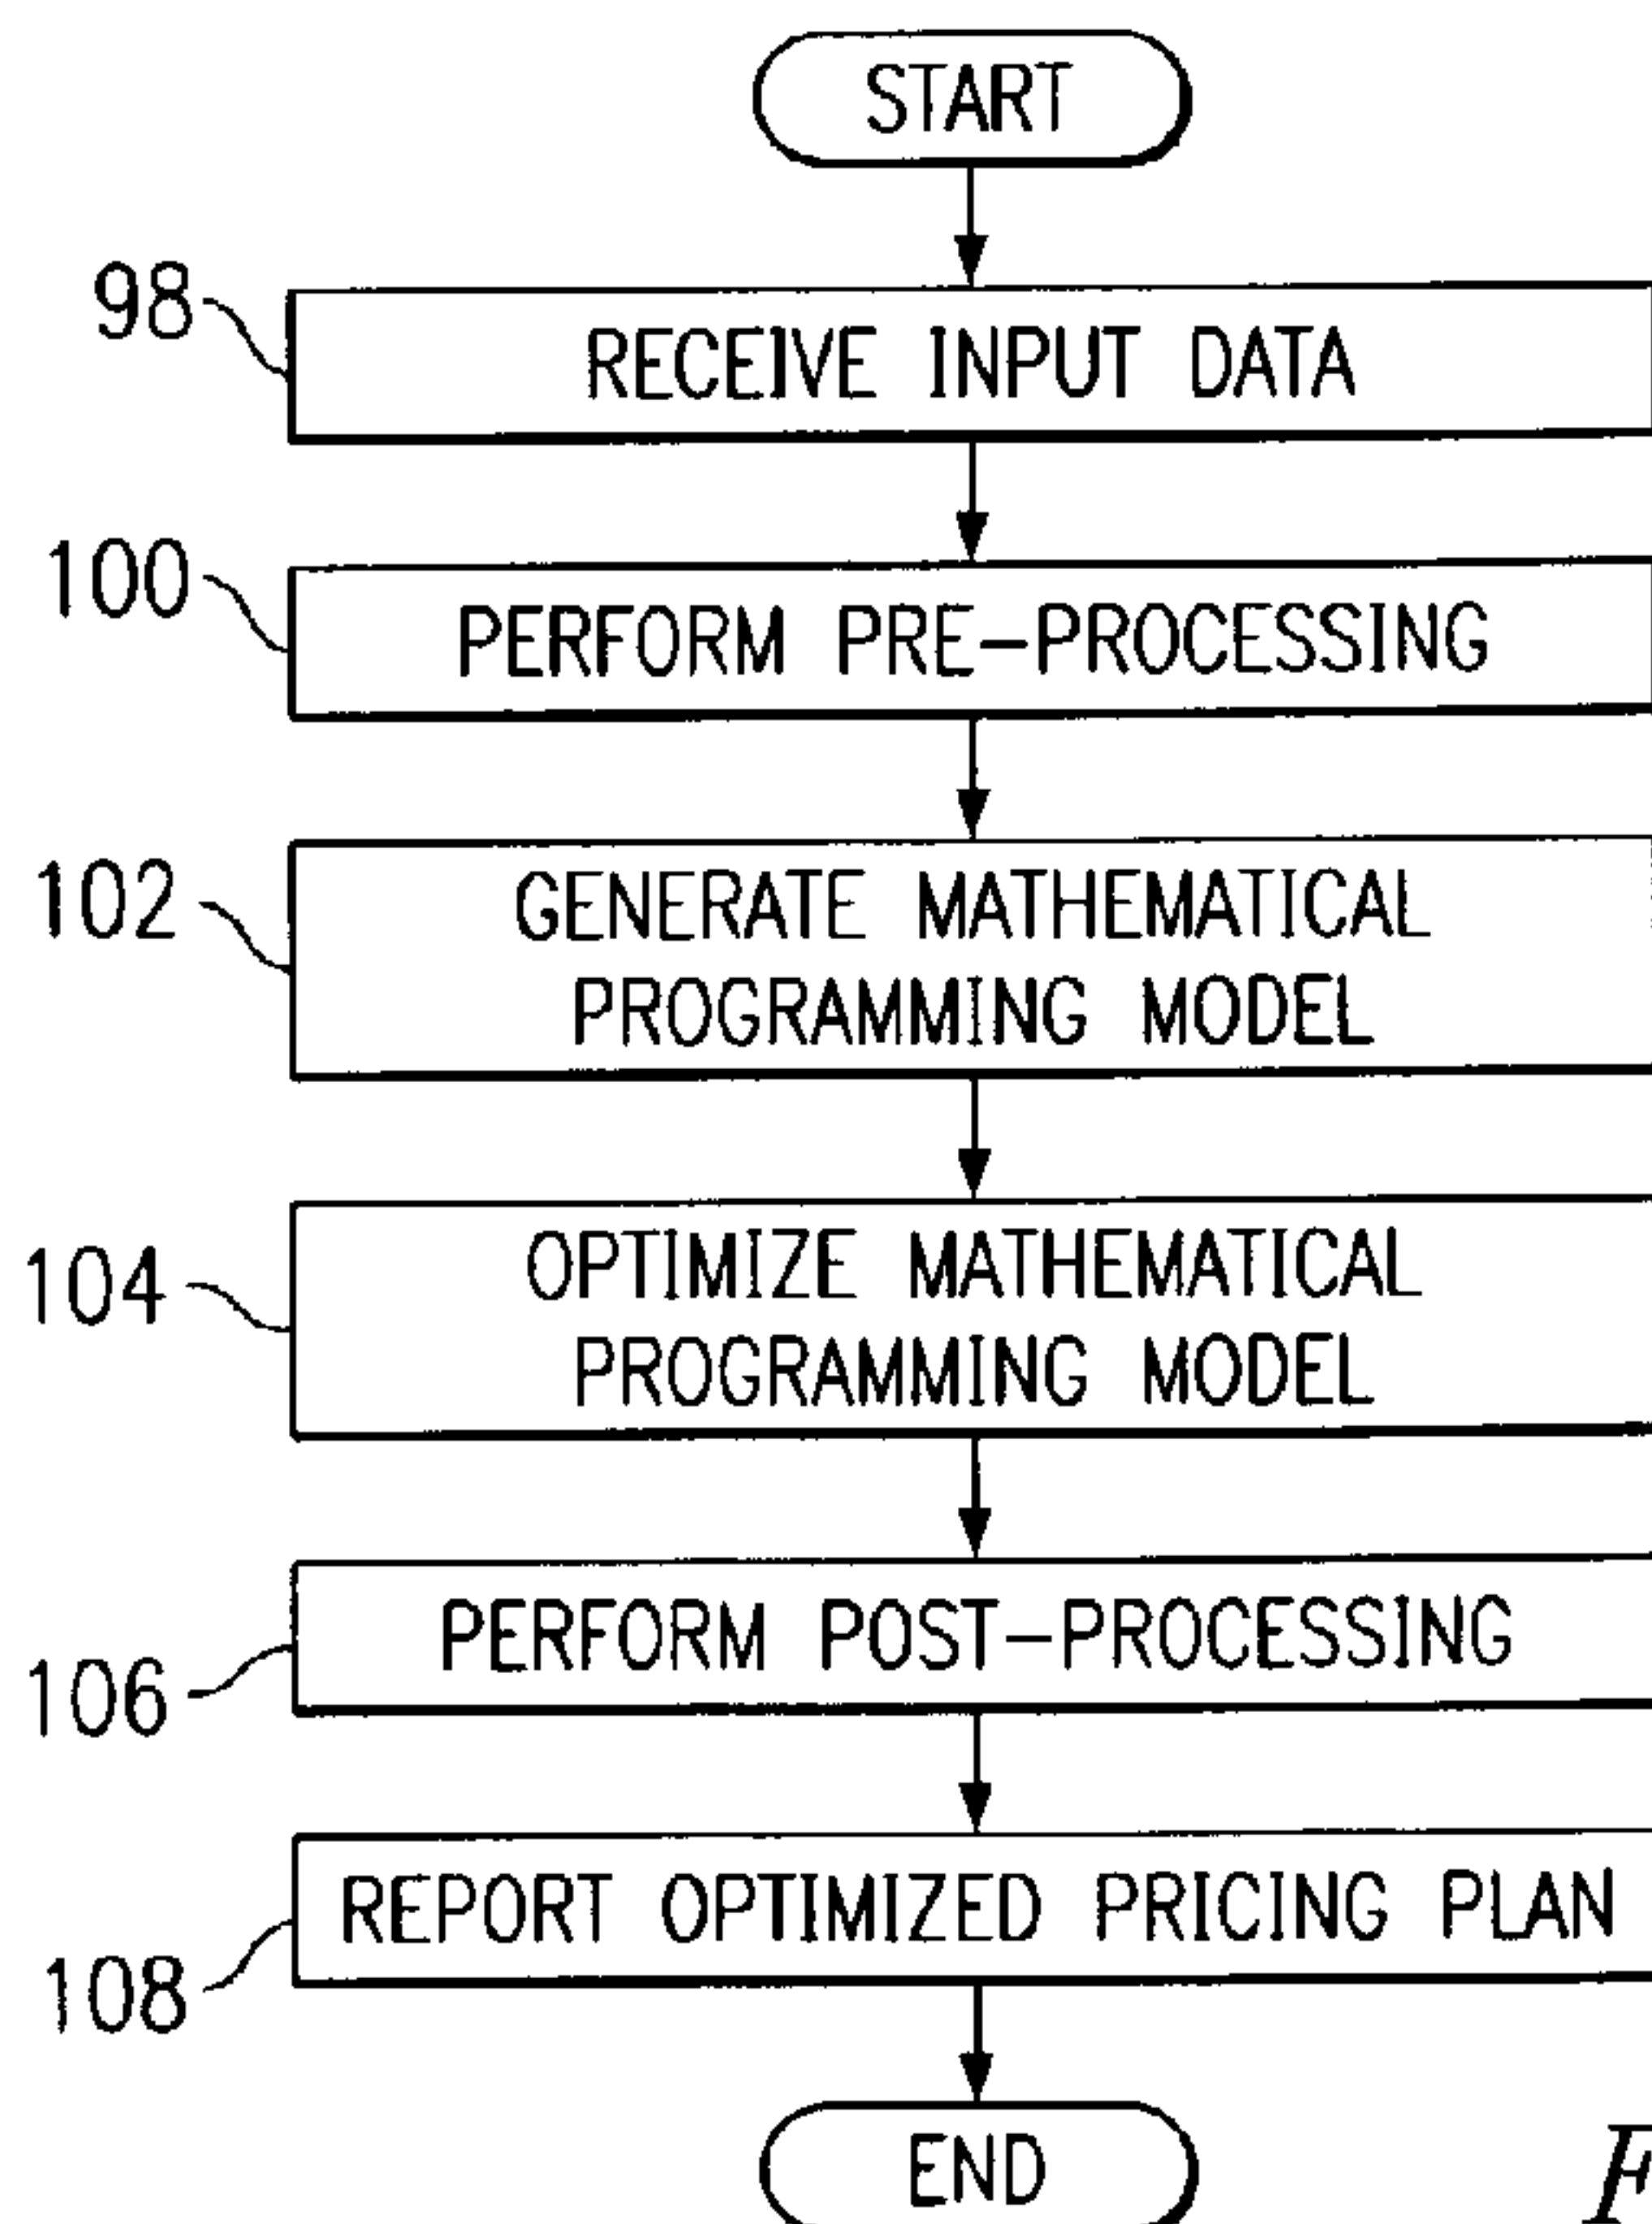 START
98
RECEIVE INPUT DATA
100
PERFORM PRE-PROCESSING
102
GENERATE MATHEMATICAL
PROGRAMMING MODEL
104
OPTIMIZE MATHEMATICAL
PROGRAMMING MODEL
PERFORM POST-PROCESSING
106
REPORT OPTIMIZED PRICING PLAN
108
END
F